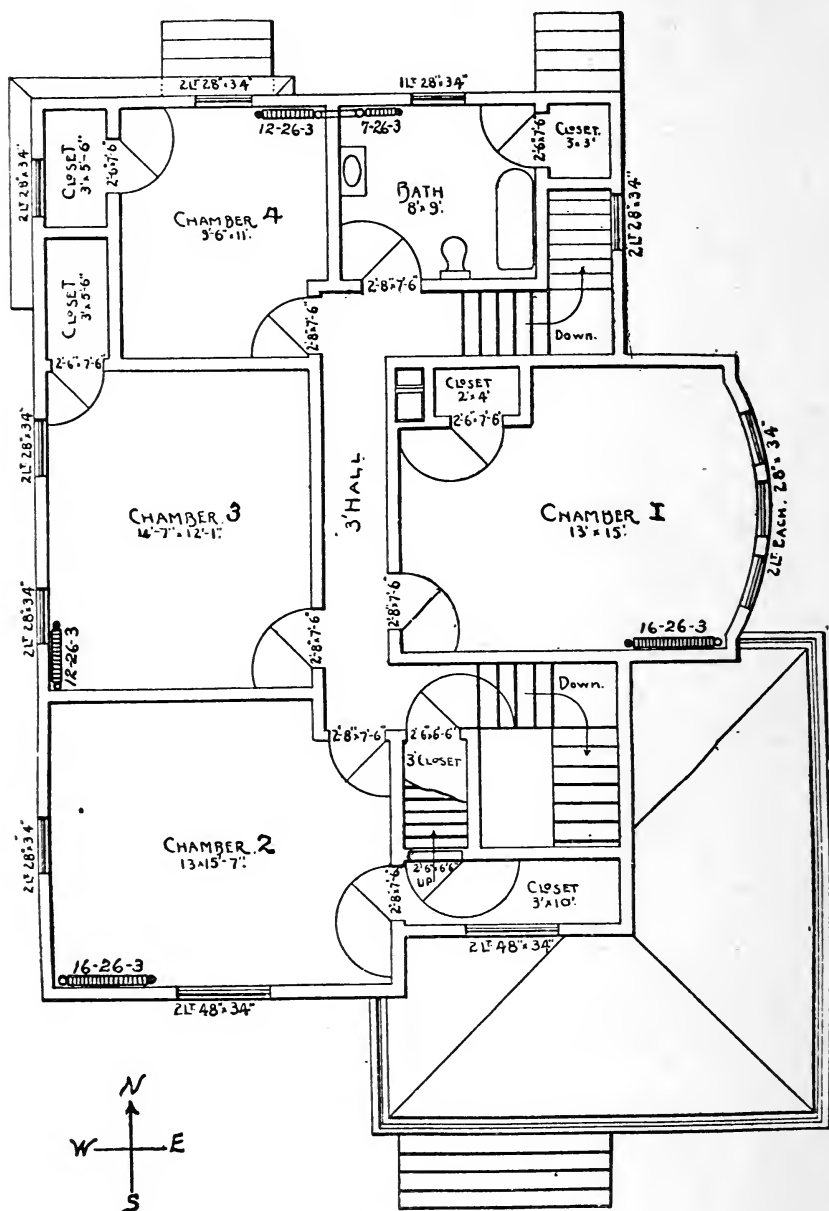 2LT 28"x34"
1LT 28"x34"
12-26-3
7-26-3
CLOSET
3'x5'-6"
2'-6"x7'-6"
2LT 28"x34"
CHAMBER 4
9'-6"x11'.
BATH
8'x9'.
2'-6"x7'-6"
CLOSET.
3'x3'
2LT 28"x34"
2'-8"x7'-6"
2'-8"x7'-6"
DOWN.
CLOSET
3'x5'-6"
2'-6"x7'-6"
CLOSET
2'x4'
2'-6"x7'-6"
2LT 28"x34"
CHAMBER. 3
14'-7"x12'-1"
3' HALL
CHAMBER I
13'x15'.
2LT EACH. 28"x34"
2LT 28"x34"
12-26-3
2'-8"x7'-6"
2'-8"x7'-6"
16-26-3
DOWN.
2'-8"x7'-6"
2'6"x6'-6"
3' CLOSET
CHAMBER. 2
13x15'-7"
2LT 28"x34"
2'-8"x7'-6"
2'6"x6'6"
UP
CLOSET
3'x10'.
2LT 48"x34"
16-26-3
2LT 48"x34"
N
W
E
S